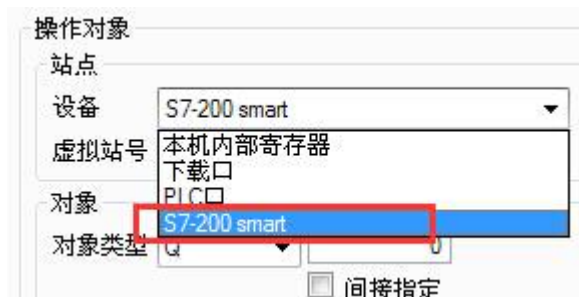 操作对象
站点
设备 S7-200 smart
虚拟站号 本机内部寄存器
下载口
PLC口
对象 S7-200 smart
对象类型 Q 0
间接指定